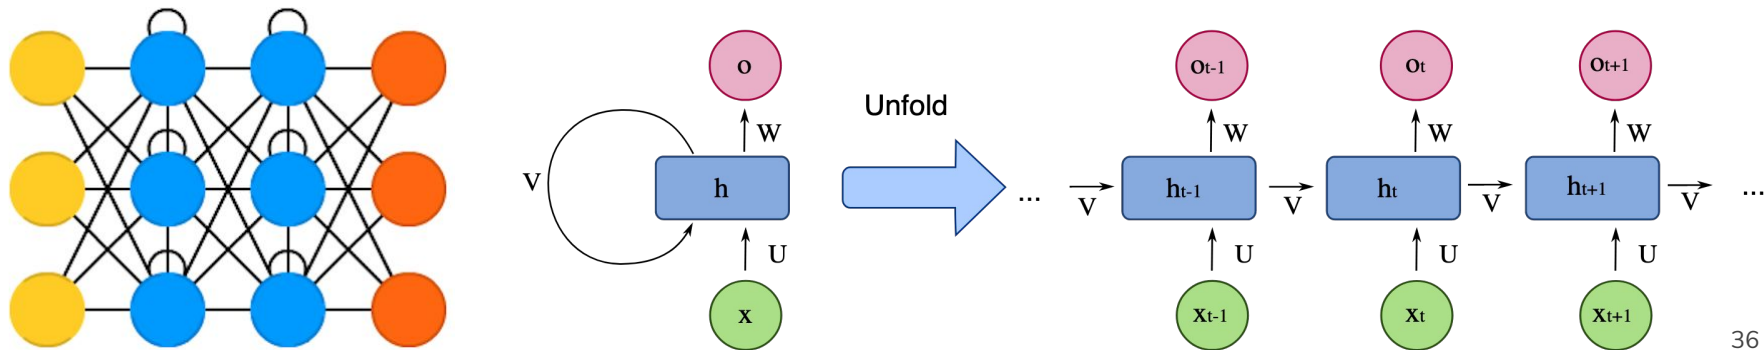 o
W
V
h
U
x
Unfold
...
V
ot-1
W
ht-1
U
xt-1
V
ot
W
ht
U
xt
V
ot+1
W
ht+1
U
xt+1
V
...
36